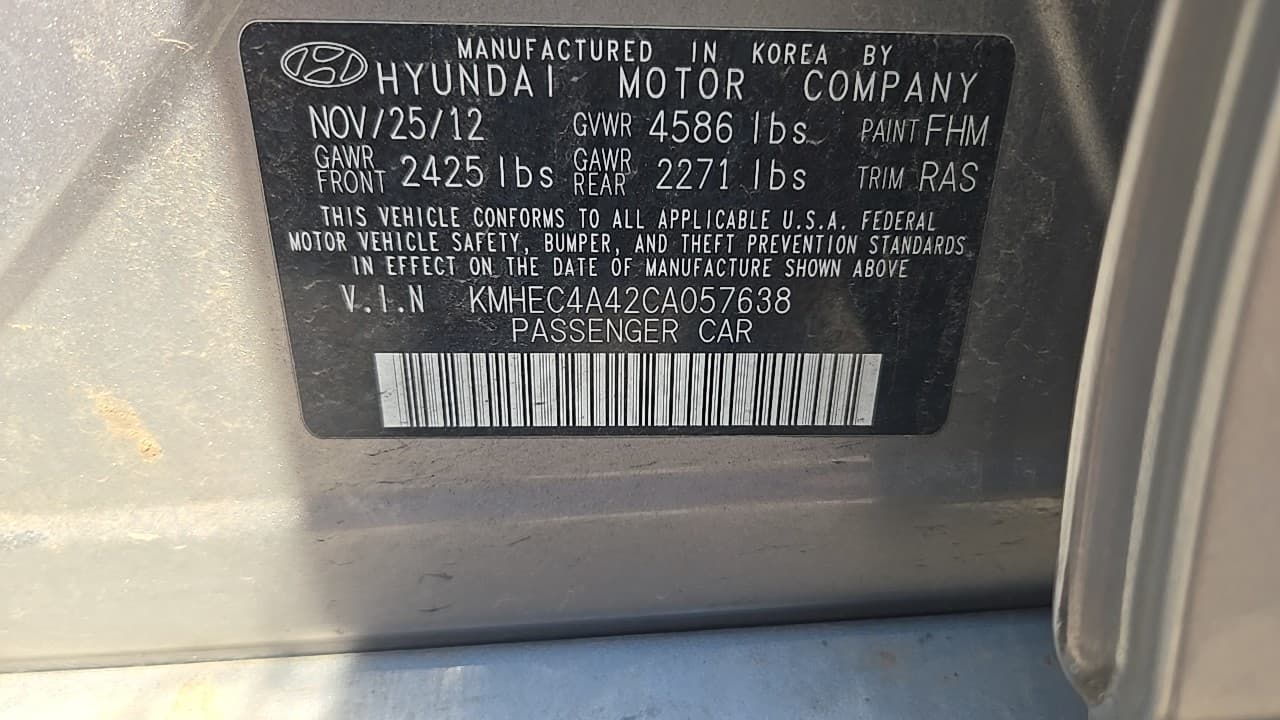 MANUFACTURED IN KOREA BY
HYUNDAI MOTOR COMPANY
NOV/25/12 GVWR 4586 lbs PAINT FHM
GAWR FRONT 2425 lbs GAWR REAR 2271 lbs TRIM RAS
THIS VEHICLE CONFORMS TO ALL APPLICABLE U.S.A. FEDERAL
MOTOR VEHICLE SAFETY, BUMPER, AND THEFT PREVENTION STANDARDS
IN EFFECT ON THE DATE OF MANUFACTURE SHOWN ABOVE
V.I.N KMHEC4A42CA057638
PASSENGER CAR